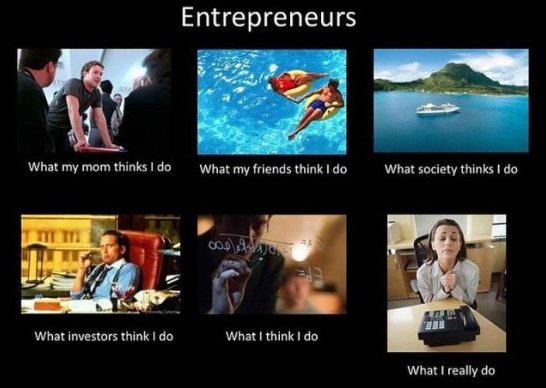 Entrepreneurs
What my mom thinks I do
What my friends think I do
What society thinks I do
What investors think I do
What I think I do
What I really do